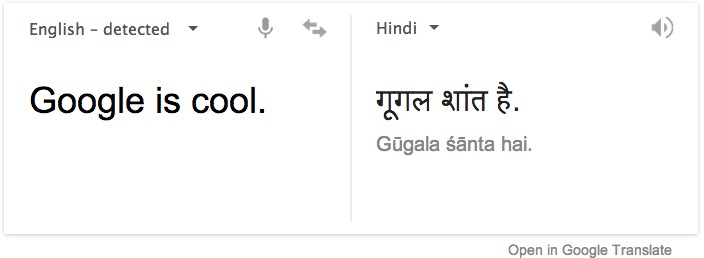 English – detected
Hindi
Google is cool.
गूगल शांत है.
Gūgala śānta hai.
Open in Google Translate